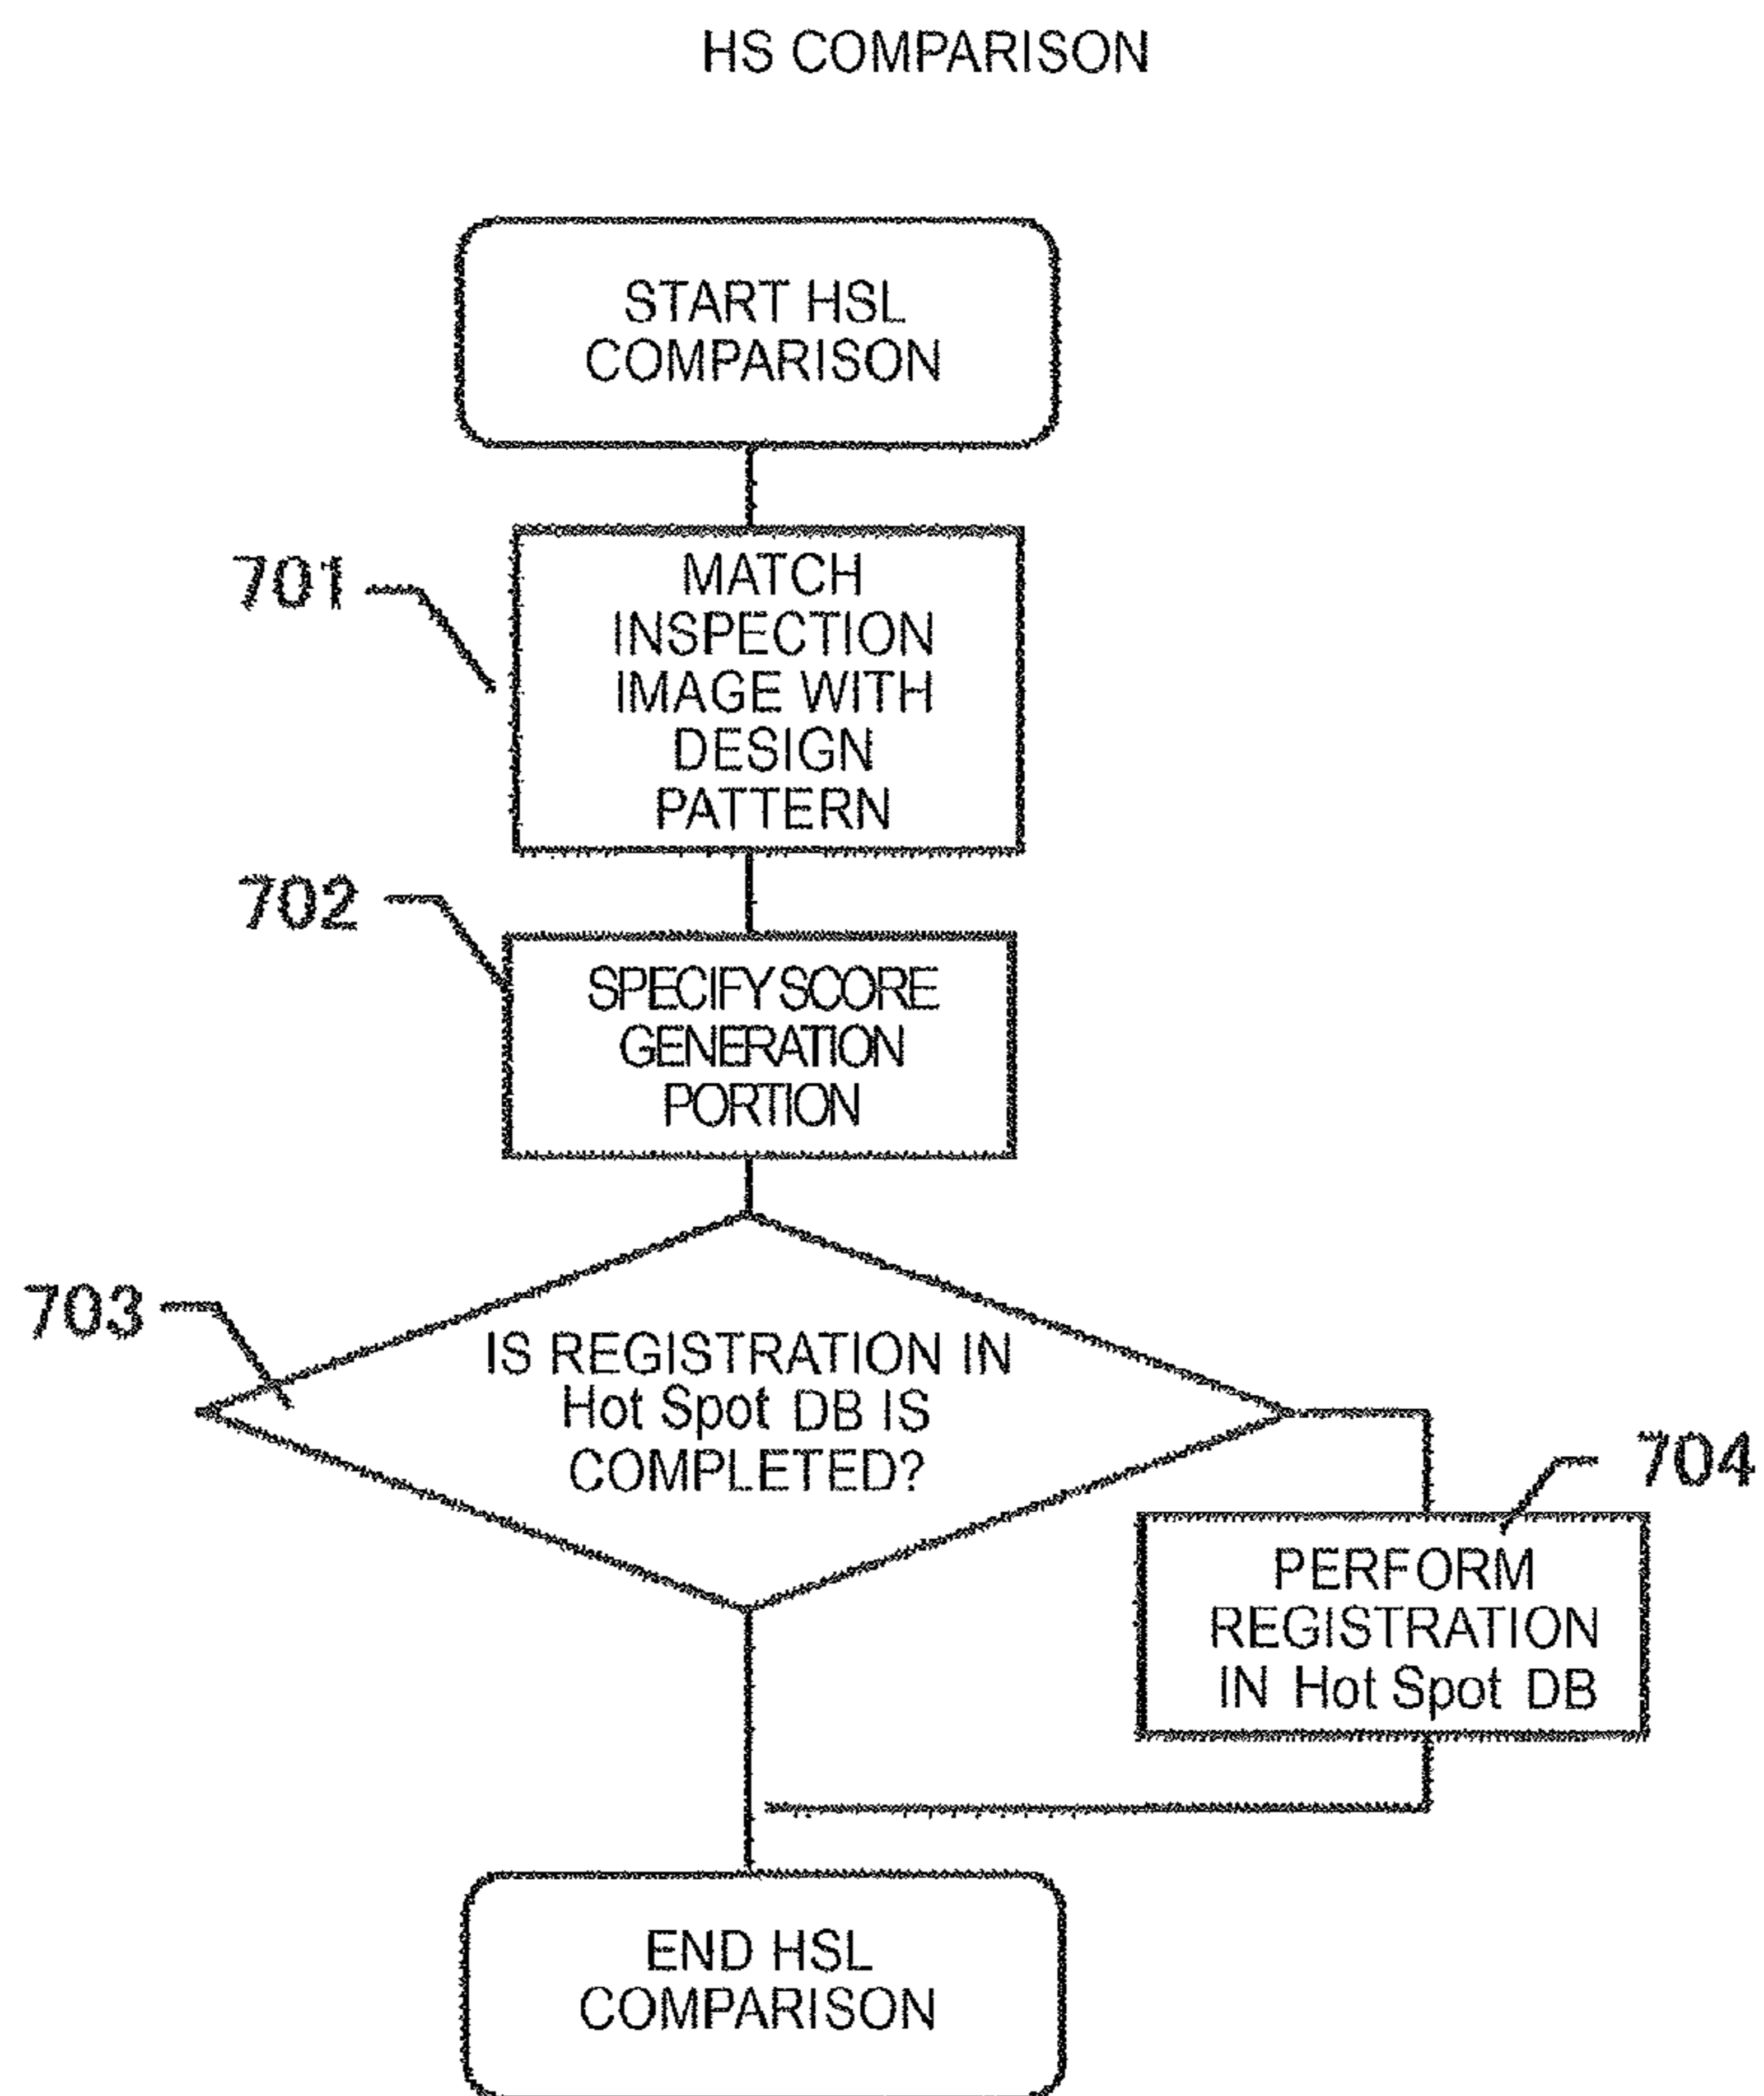 HS COMPARISON
START HSL
COMPARISON
701
MATCH
INSPECTION
IMAGE WITH
DESIGN
PATTERN
702
SPECIFY SCORE
GENERATION
PORTION
703
IS REGISTRATION IN
Hot Spot DB IS
COMPLETED?
704
PERFORM
REGISTRATION
IN Hot Spot DB
END HSL
COMPARISON